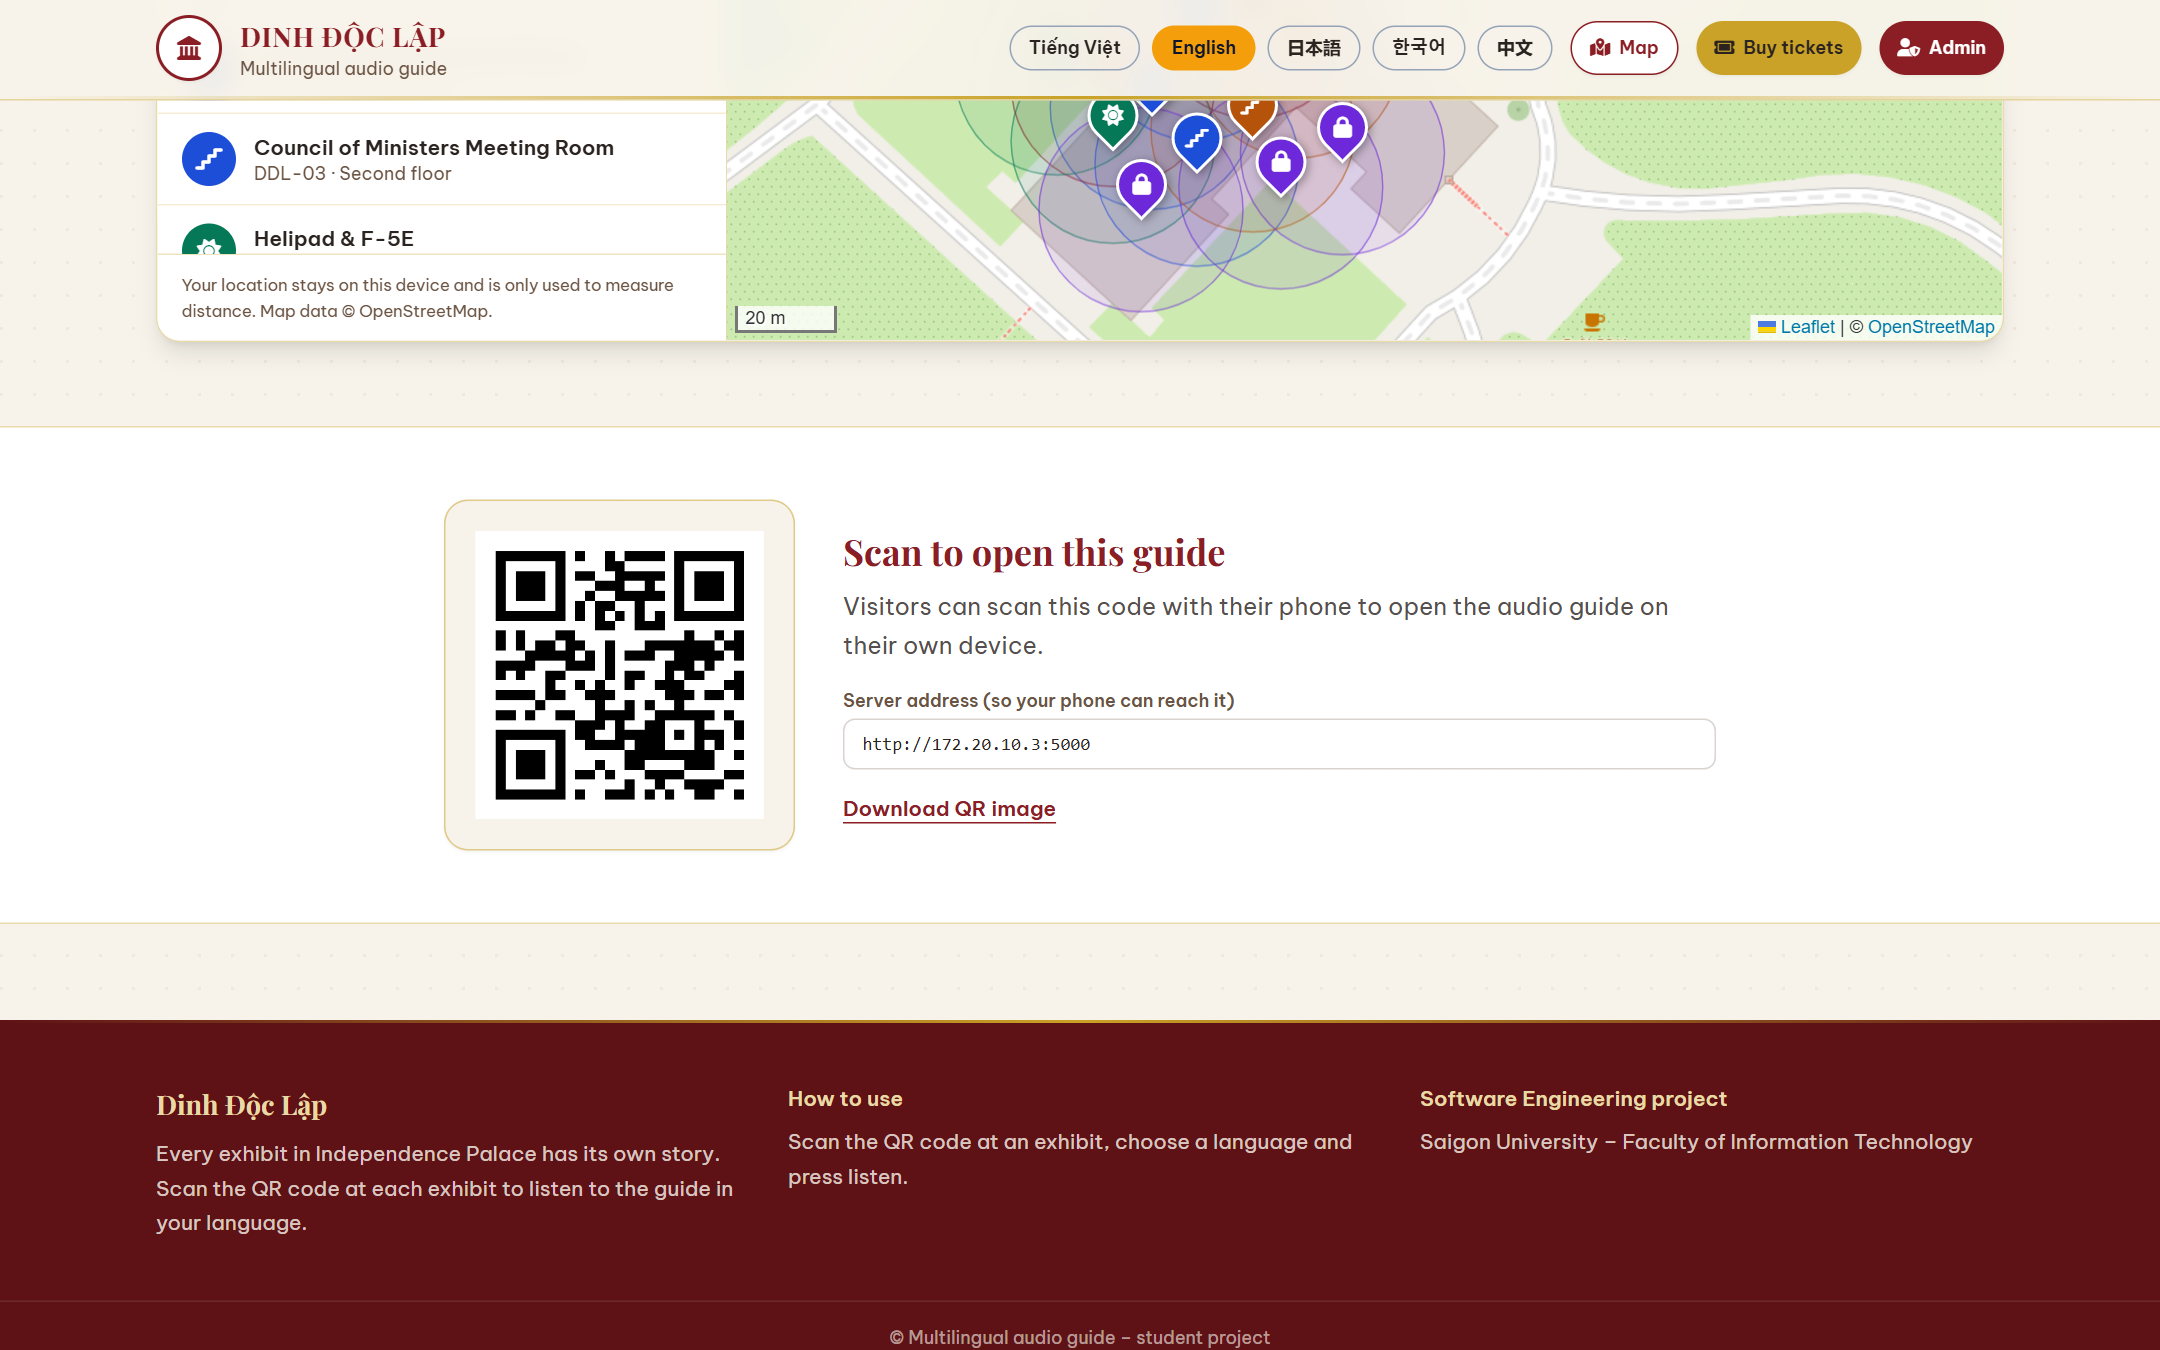 DINH ĐỘC LẬP
Multilingual audio guide
Tiếng Việt
English
日本語
한국어
中文
Map
Buy tickets
Admin
Council of Ministers Meeting Room
DDL-03 · Second floor
Helipad & F-5E
Your location stays on this device and is only used to measure
distance. Map data © OpenStreetMap.
20 m
Leaflet | © OpenStreetMap
Scan to open this guide
Visitors can scan this code with their phone to open the audio guide on
their own device.
Server address (so your phone can reach it)
http://172.20.10.3:5000
Download QR image
Dinh Độc Lập
Every exhibit in Independence Palace has its own story.
Scan the QR code at each exhibit to listen to the guide in
your language.
How to use
Scan the QR code at an exhibit, choose a language and
press listen.
Software Engineering project
Saigon University – Faculty of Information Technology
© Multilingual audio guide – student project